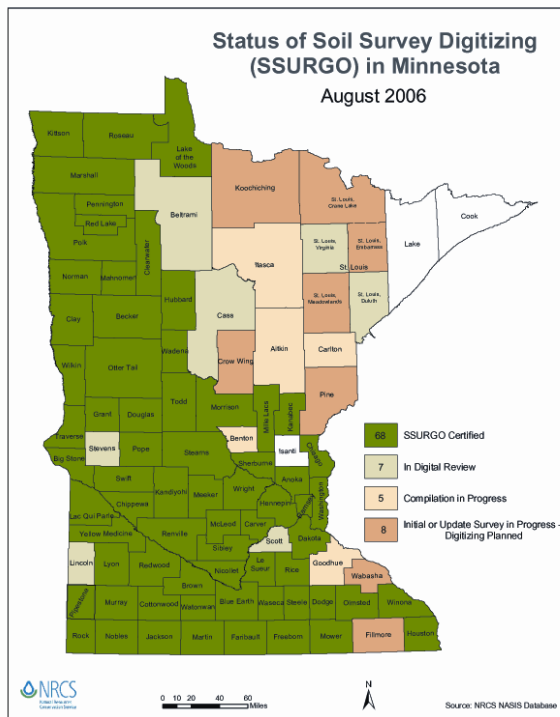 Status of Soil Survey Digitizing
(SSURGO) in Minnesota
August 2006
Kittson
Roseau
Lake
of the
Woods
Marshall
Koochiching
St. Louis,
Crane Lake
Cook
Lake
Pennington
Red Lake
Beltrami
Polk
Clearwater
Itasca
St. Louis,
Virginia
St. Louis,
Embarrass
St. Louis
Norman
Mahnomen
Hubbard
Cass
St. Louis,
Meadowlands
St. Louis,
Duluth
Clay
Becker
Aitkin
Carlton
Wadena
Crow Wing
Wilkin
Otter Tail
Pine
Todd
Morrison
Mille Lacs
Kanabec
Grant
Douglas
Traverse
Stevens
Pope
Stearns
Benton
Isanti
Chisago
Big Stone
Sherburne
Swift
Anoka
Kandiyohi
Meeker
Wright
Hennepin
Ramsey
Washington
Chippewa
Lac Qui Parle
McLeod
Carver
Yellow Medicine
Renville
Scott
Dakota
Sibley
Lincoln
Lyon
Redwood
Nicollet
Le
Sueur
Rice
Goodhue
Wabasha
Brown
Pipestone
Murray
Cottonwood
Watonwan
Blue Earth
Waseca
Steele
Dodge
Olmsted
Winona
Rock
Nobles
Jackson
Martin
Faribault
Freeborn
Mower
Fillmore
Houston
68 SSURGO Certified
7 In Digital Review
5 Compilation in Progress
8 Initial or Update Survey in Progress -
Digitizing Planned
NRCS
Natural Resources
Conservation Service
0 10 20 40 60
Miles
N
Source: NRCS NASIS Database